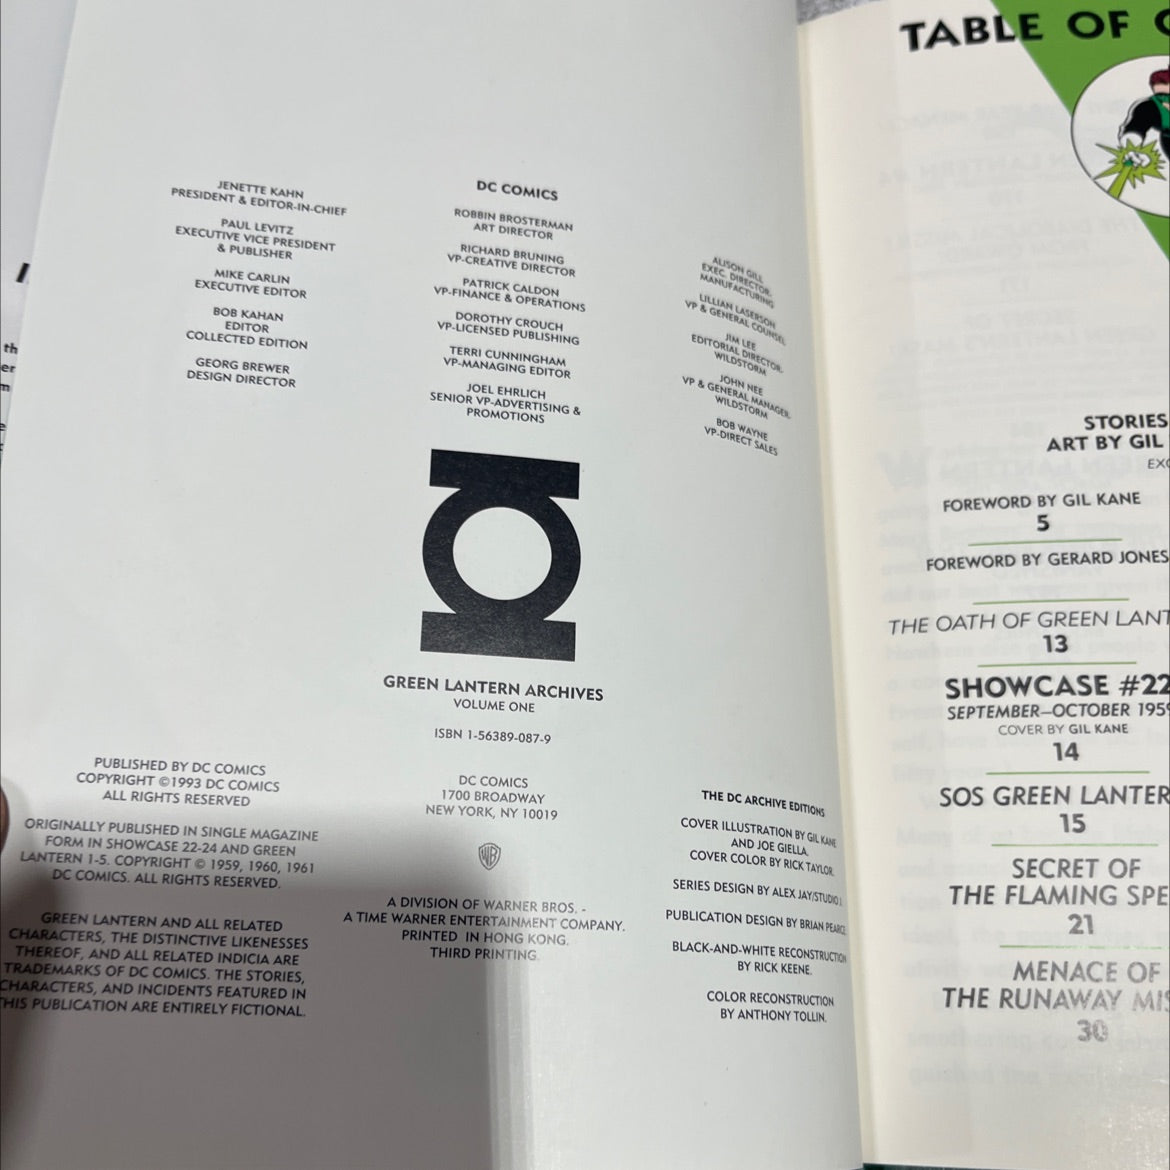 JENETTE KAHN
PRESIDENT & EDITOR-IN-CHIEF
PAUL LEVITZ
EXECUTIVE VICE PRESIDENT
& PUBLISHER
MIKE CARLIN
EXECUTIVE EDITOR
BOB KAHAN
EDITOR
COLLECTED EDITION
GEORG BREWER
DESIGN DIRECTOR
DC COMICS
ROBBIN BROSTERMAN
ART DIRECTOR
RICHARD BRUNING
VP-CREATIVE DIRECTOR
PATRICK CALDON
VP-FINANCE & OPERATIONS
DOROTHY CROUCH
VP-LICENSED PUBLISHING
TERRI CUNNINGHAM
VP-MANAGING EDITOR
JOEL EHRLICH
SENIOR VP-ADVERTISING &
PROMOTIONS
ALISON GILL
EXEC. DIRECTOR,
MANUFACTURING
LILLIAN LASERSON
VP & GENERAL COUNSEL
JIM LEE
EDITORIAL DIRECTOR,
WILDSTORM
JOHN NEE
VP & GENERAL MANAGER,
WILDSTORM
BOB WAYNE
VP-DIRECT SALES
GREEN LANTERN ARCHIVES
VOLUME ONE
ISBN 1-56389-087-9
PUBLISHED BY DC COMICS
COPYRIGHT ©1993 DC COMICS
ALL RIGHTS RESERVED
ORIGINALLY PUBLISHED IN SINGLE MAGAZINE
FORM IN SHOWCASE 22-24 AND GREEN
LANTERN 1-5. COPYRIGHT © 1959, 1960, 1961
DC COMICS. ALL RIGHTS RESERVED.
GREEN LANTERN AND ALL RELATED
CHARACTERS, THE DISTINCTIVE LIKENESSES
THEREOF, AND ALL RELATED INDICIA ARE
TRADEMARKS OF DC COMICS. THE STORIES,
CHARACTERS, AND INCIDENTS FEATURED IN
THIS PUBLICATION ARE ENTIRELY FICTIONAL.
DC COMICS
1700 BROADWAY
NEW YORK, NY 10019
WB
A DIVISION OF WARNER BROS. -
A TIME WARNER ENTERTAINMENT COMPANY.
PRINTED IN HONG KONG.
THIRD PRINTING.
THE DC ARCHIVE EDITIONS
COVER ILLUSTRATION BY GIL KANE
AND JOE GIELLA.
COVER COLOR BY RICK TAYLOR.
SERIES DESIGN BY ALEX JAY/STUDIO J.
PUBLICATION DESIGN BY BRIAN PEARCE.
BLACK-AND-WHITE RECONSTRUCTION
BY RICK KEENE.
COLOR RECONSTRUCTION
BY ANTHONY TOLLIN.
TABLE OF C
STORIES
ART BY GIL
EXC
FOREWORD BY GIL KANE
5
FOREWORD BY GERARD JONES
THE OATH OF GREEN LANT
13
SHOWCASE #22
SEPTEMBER–OCTOBER 1959
COVER BY GIL KANE
14
SOS GREEN LANTER
15
SECRET OF
THE FLAMING SPE
21
MENACE OF
THE RUNAWAY MIS
30